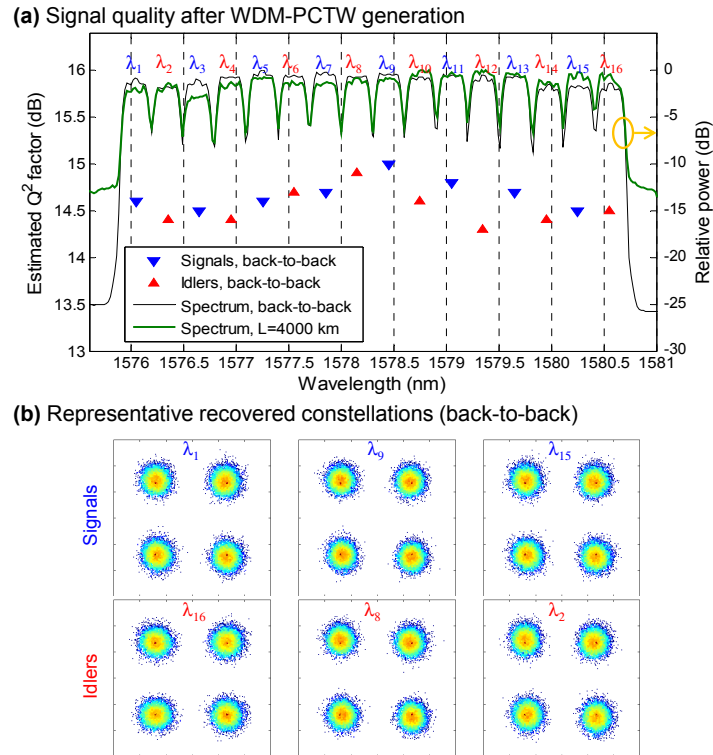 (a) Signal quality after WDM-PCTW generation
λ1 λ2 λ3 λ4 λ5 λ6 λ7 λ8 λ9 λ10 λ11 λ12 λ13 λ14 λ15 λ16
Estimated Q² factor (dB)
16
15.5
15
14.5
14
13.5
13
Relative power (dB)
0
-5
-10
-15
-20
-25
-30
Signals, back-to-back
Idlers, back-to-back
Spectrum, back-to-back
Spectrum, L=4000 km
1576 1576.5 1577 1577.5 1578 1578.5 1579 1579.5 1580 1580.5 1581
Wavelength (nm)
(b) Representative recovered constellations (back-to-back)
Signals
λ1 λ9 λ15
Idlers
λ16 λ8 λ2